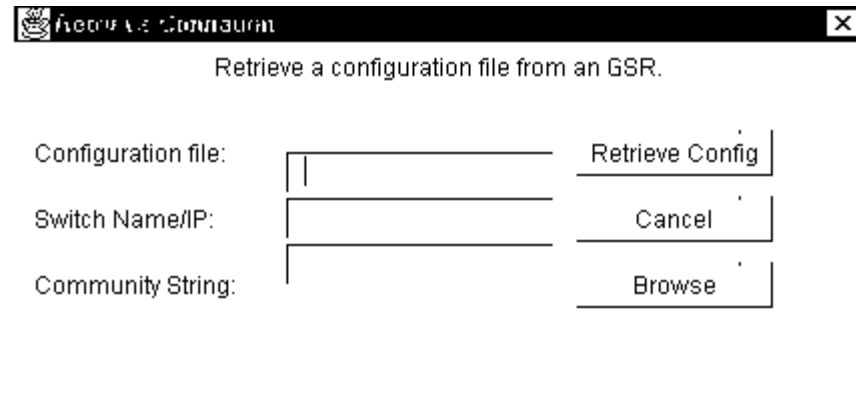 Retrieve a configuration file from an GSR.
Configuration file:
Retrieve Config
Switch Name/IP:
Cancel
Community String:
Browse